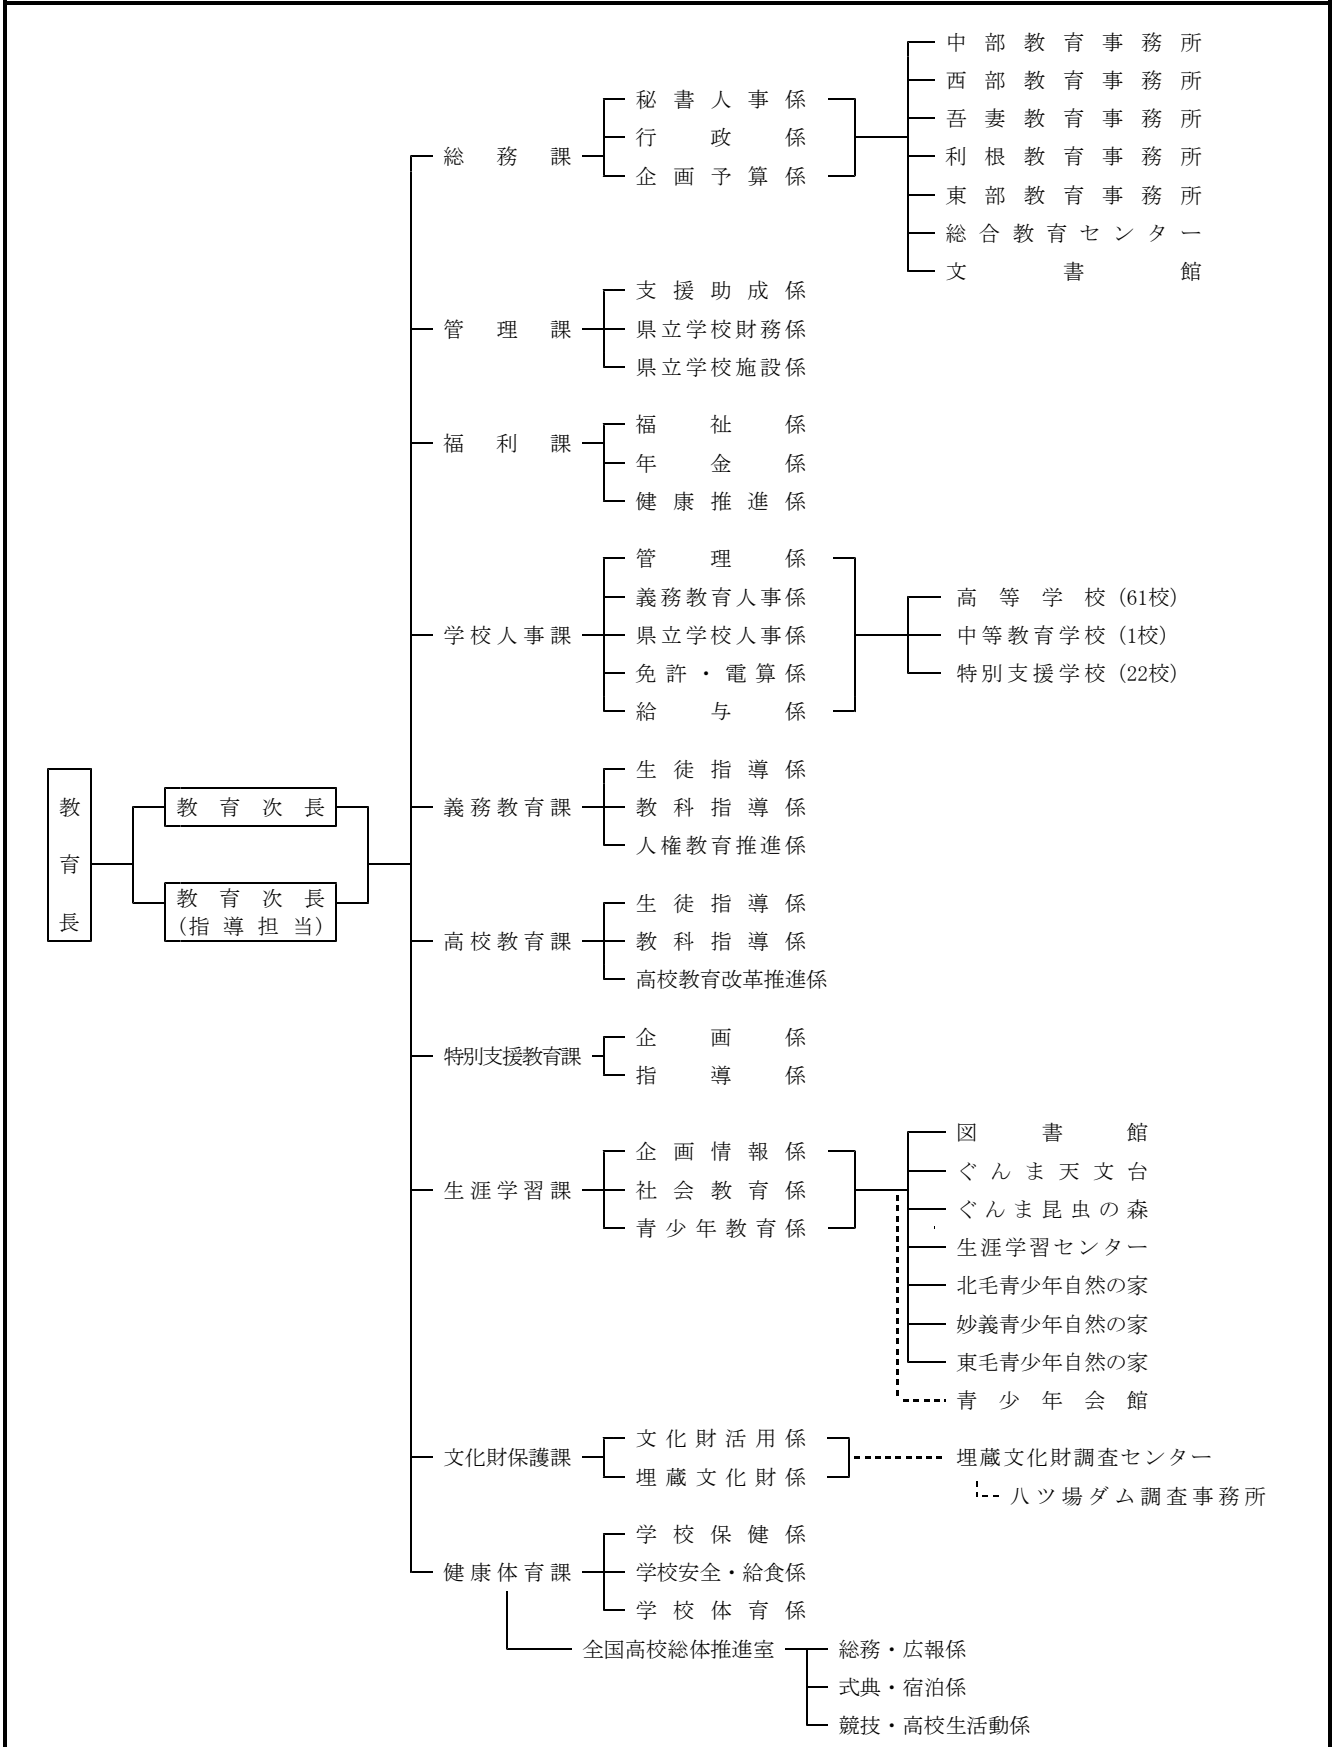 教育長
教育次長
教育次長
(指導担当)
総務課
秘書人事係
行政係
企画予算係
中部教育事務所
西部教育事務所
吾妻教育事務所
利根教育事務所
東部教育事務所
総合教育センター
文書館
管理課
支援助成係
県立学校財務係
県立学校施設係
福利課
福祉係
年金係
健康推進係
学校人事課
管理係
義務教育人事係
県立学校人事係
免許・電算係
給与係
高等学校(61校)
中等教育学校(1校)
特別支援学校(22校)
義務教育課
生徒指導係
教科指導係
人権教育推進係
高校教育課
生徒指導係
教科指導係
高校教育改革推進係
特別支援教育課
企画係
指導係
生涯学習課
企画情報係
社会教育係
青少年教育係
図書館
ぐんま天文台
ぐんま昆虫の森
生涯学習センター
北毛青少年自然の家
妙義青少年自然の家
東毛青少年自然の家
青少年会館
文化財保護課
文化財活用係
埋蔵文化財係
埋蔵文化財調査センター
八ツ場ダム調査事務所
健康体育課
学校保健係
学校安全・給食係
学校体育係
全国高校総体推進室
総務・広報係
式典・宿泊係
競技・高校生活動係